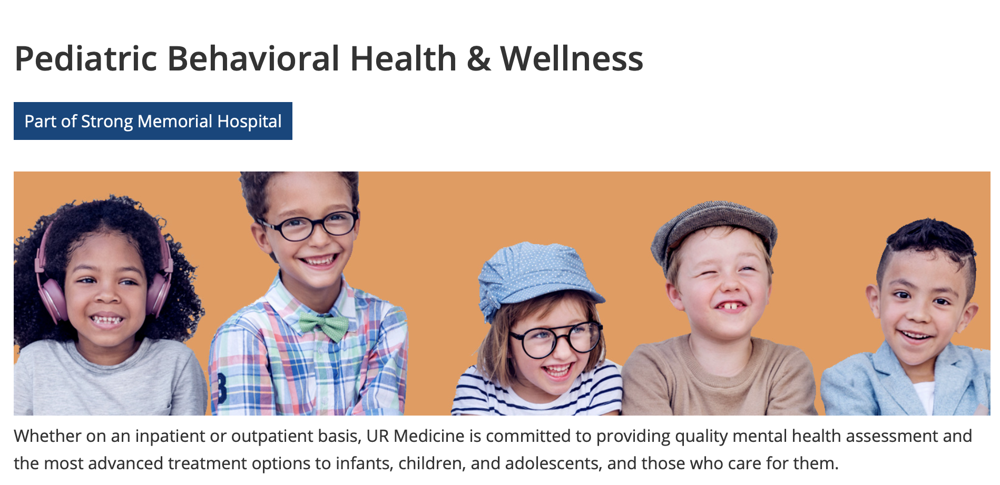 Pediatric Behavioral Health & Wellness
Part of Strong Memorial Hospital
3
Whether on an inpatient or outpatient basis, UR Medicine is committed to providing quality mental health assessment and
the most advanced treatment options to infants, children, and adolescents, and those who care for them.